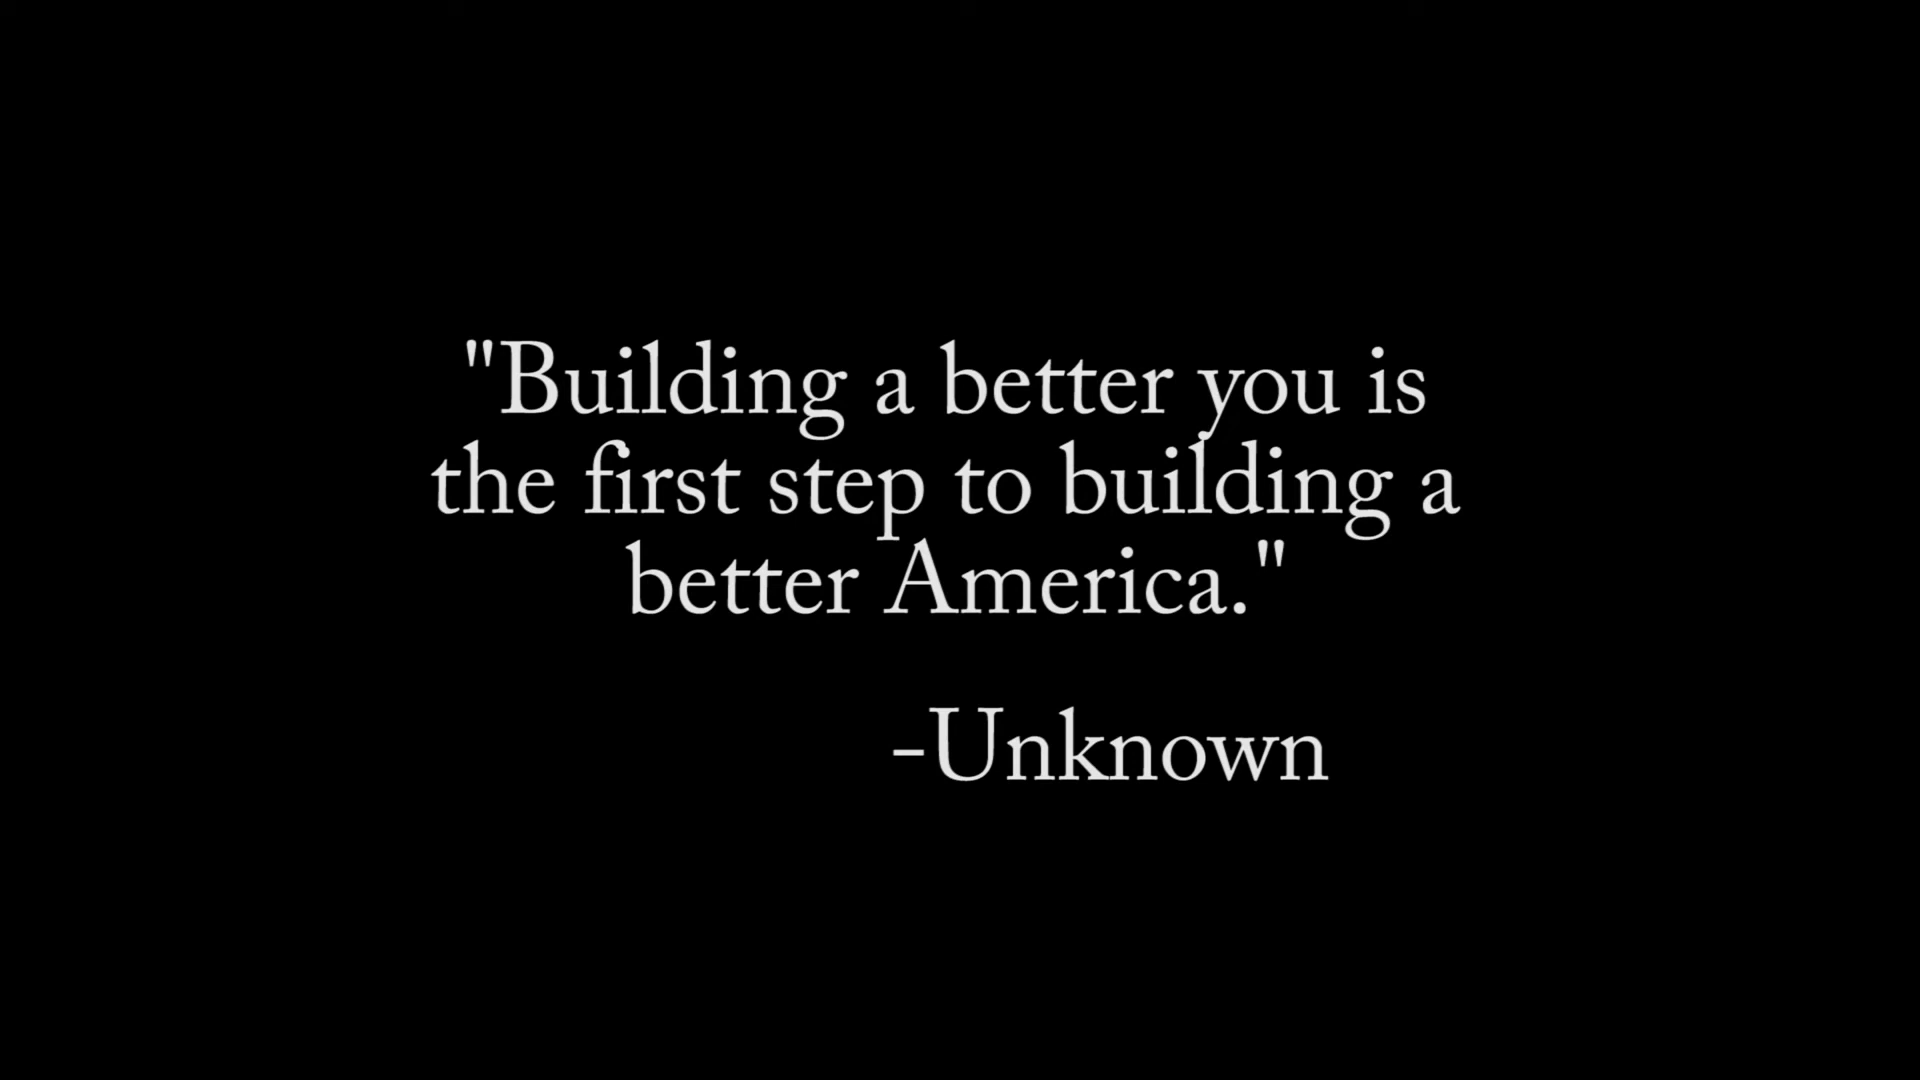 "Building a better you is
the first step to building a
better America."
-Unknown